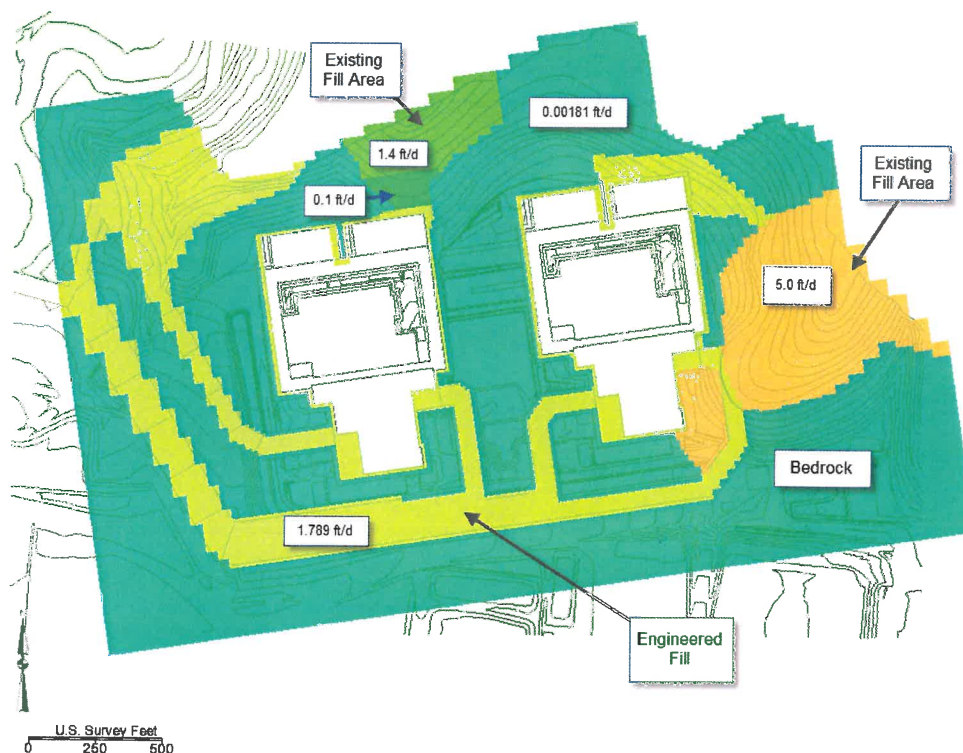 Existing
Fill Area
0.00181 ft/d
1.4 ft/d
Existing
Fill Area
0.1 ft/d
5.0 ft/d
Bedrock
1.789 ft/d
Engineered
Fill
U.S. Survey Feet
0 250 500